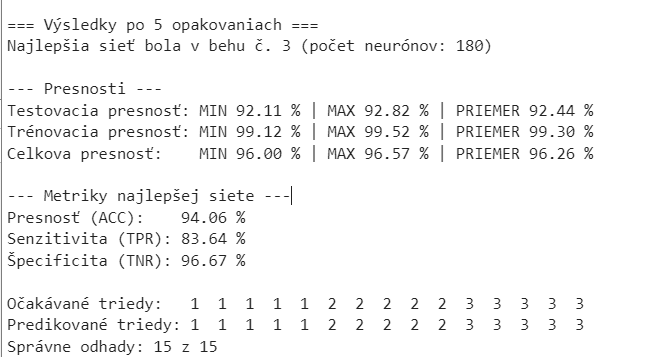 === Výsledky po 5 opakovaniach ===
Najlepšia sieť bola v behu č. 3 (počet neurónov: 180)
--- Presnosti ---
Testovacia presnosť: MIN 92.11 % | MAX 92.82 % | PRIEMER 92.44 %
Trénovacia presnosť: MIN 99.12 % | MAX 99.52 % | PRIEMER 99.30 %
Celkova presnosť: MIN 96.00 % | MAX 96.57 % | PRIEMER 96.26 %
--- Metriky najlepšej siete ---
Presnosť (ACC): 94.06 %
Senzitivita (TPR): 83.64 %
Špecificita (TNR): 96.67 %
Očakávané triedy: 1 1 1 1 1 2 2 2 2 2 3 3 3 3 3
Predikované triedy: 1 1 1 1 1 2 2 2 2 2 3 3 3 3 3
Správne odhady: 15 z 15